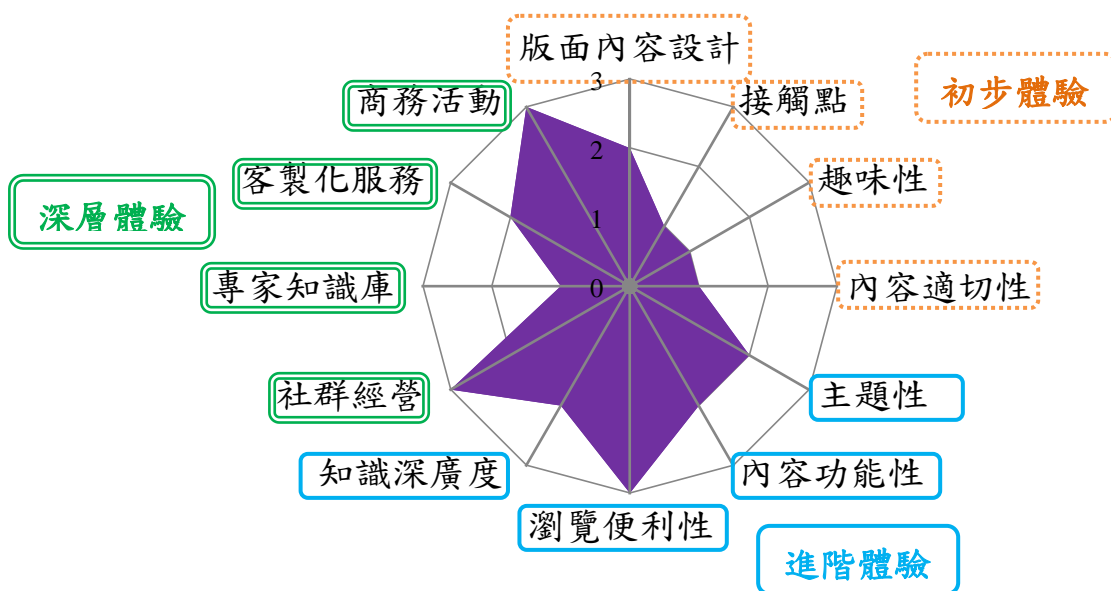 版面內容設計
3
商務活動
接觸點
初步體驗
2
客製化服務
趣味性
深層體驗
1
專家知識庫
0
內容適切性
社群經營
主題性
知識深廣度
內容功能性
瀏覽便利性
進階體驗